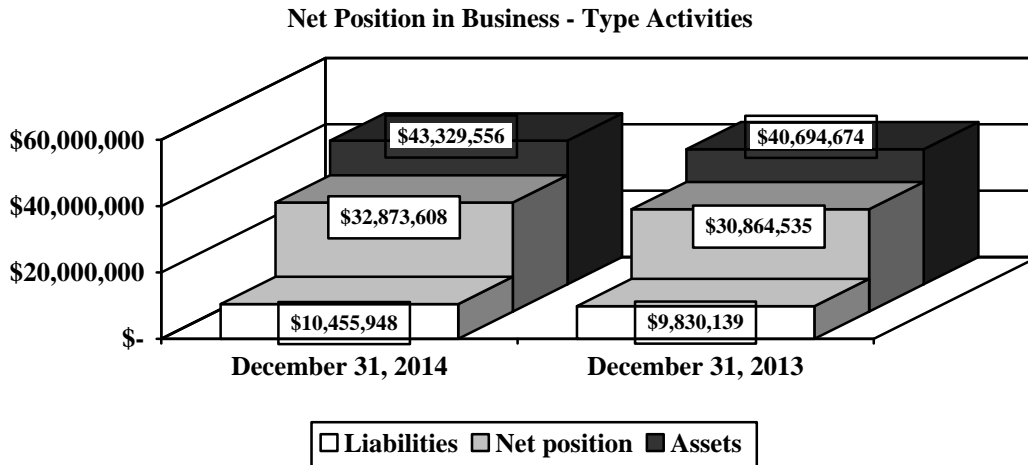 Net Position in Business - Type Activities
$60,000,000
$40,000,000
$20,000,000
$-
$43,329,556
$40,694,674
$32,873,608
$30,864,535
$10,455,948
$9,830,139
December 31, 2014
December 31, 2013
Liabilities
Net position
Assets